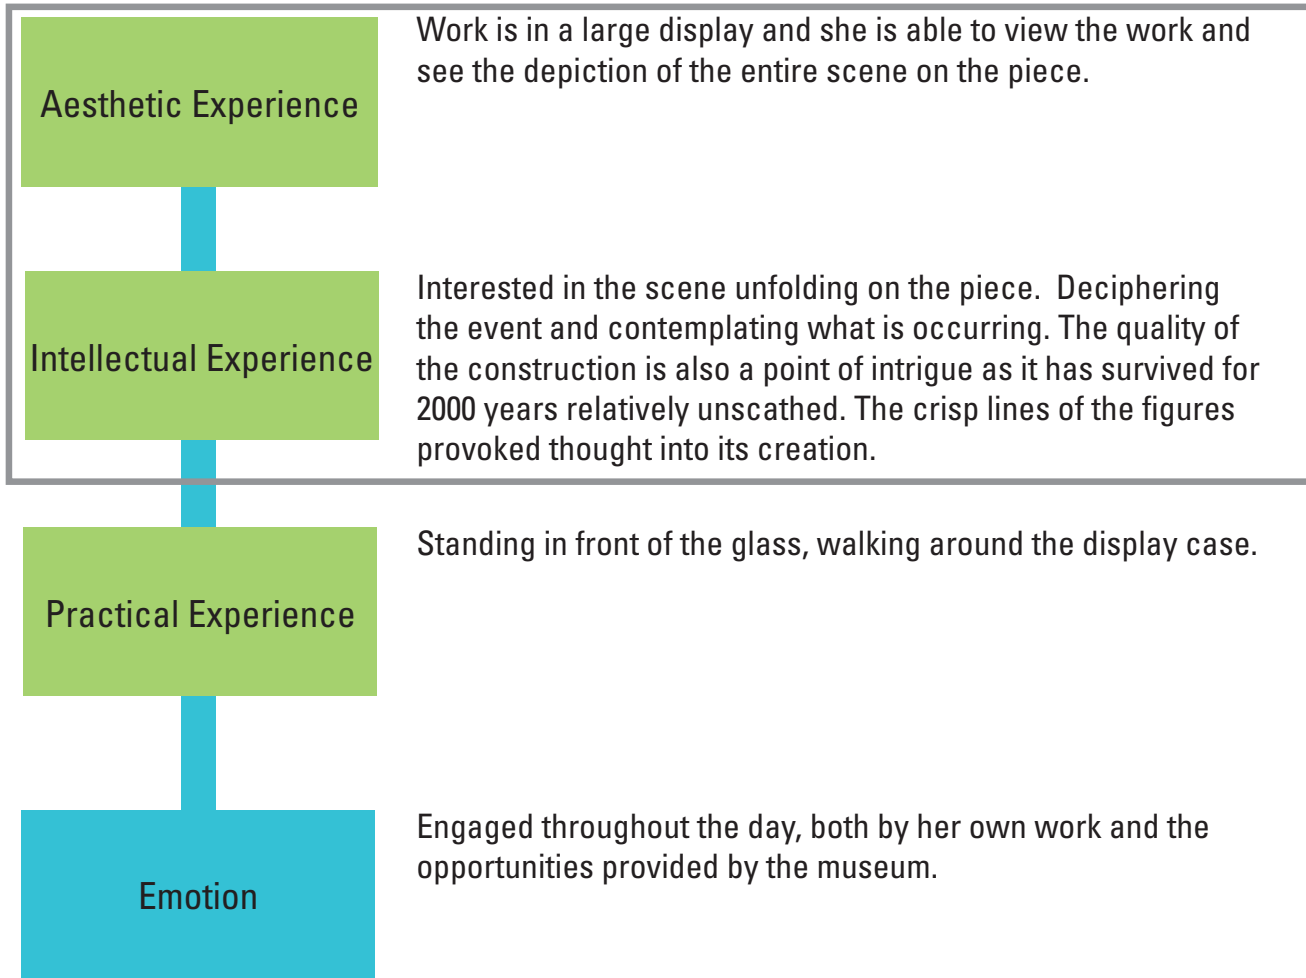 Aesthetic Experience
Work is in a large display and she is able to view the work and
see the depiction of the entire scene on the piece.
Intellectual Experience
Interested in the scene unfolding on the piece.  Deciphering
the event and contemplating what is occurring. The quality of
the construction is also a point of intrigue as it has survived for
2000 years relatively unscathed. The crisp lines of the figures
provoked thought into its creation.
Practical Experience
Standing in front of the glass, walking around the display case.
Emotion
Engaged throughout the day, both by her own work and the
opportunities provided by the museum.